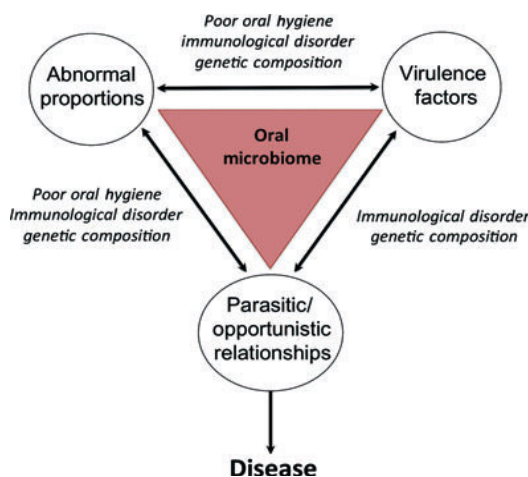 Poor oral hygiene
immunological disorder
genetic composition
Abnormal
proportions
Virulence
factors
Oral
microbiome
Poor oral hygiene
Immunological disorder
genetic composition
Immunological disorder
genetic composition
Parasitic/
opportunistic
relationships
Disease